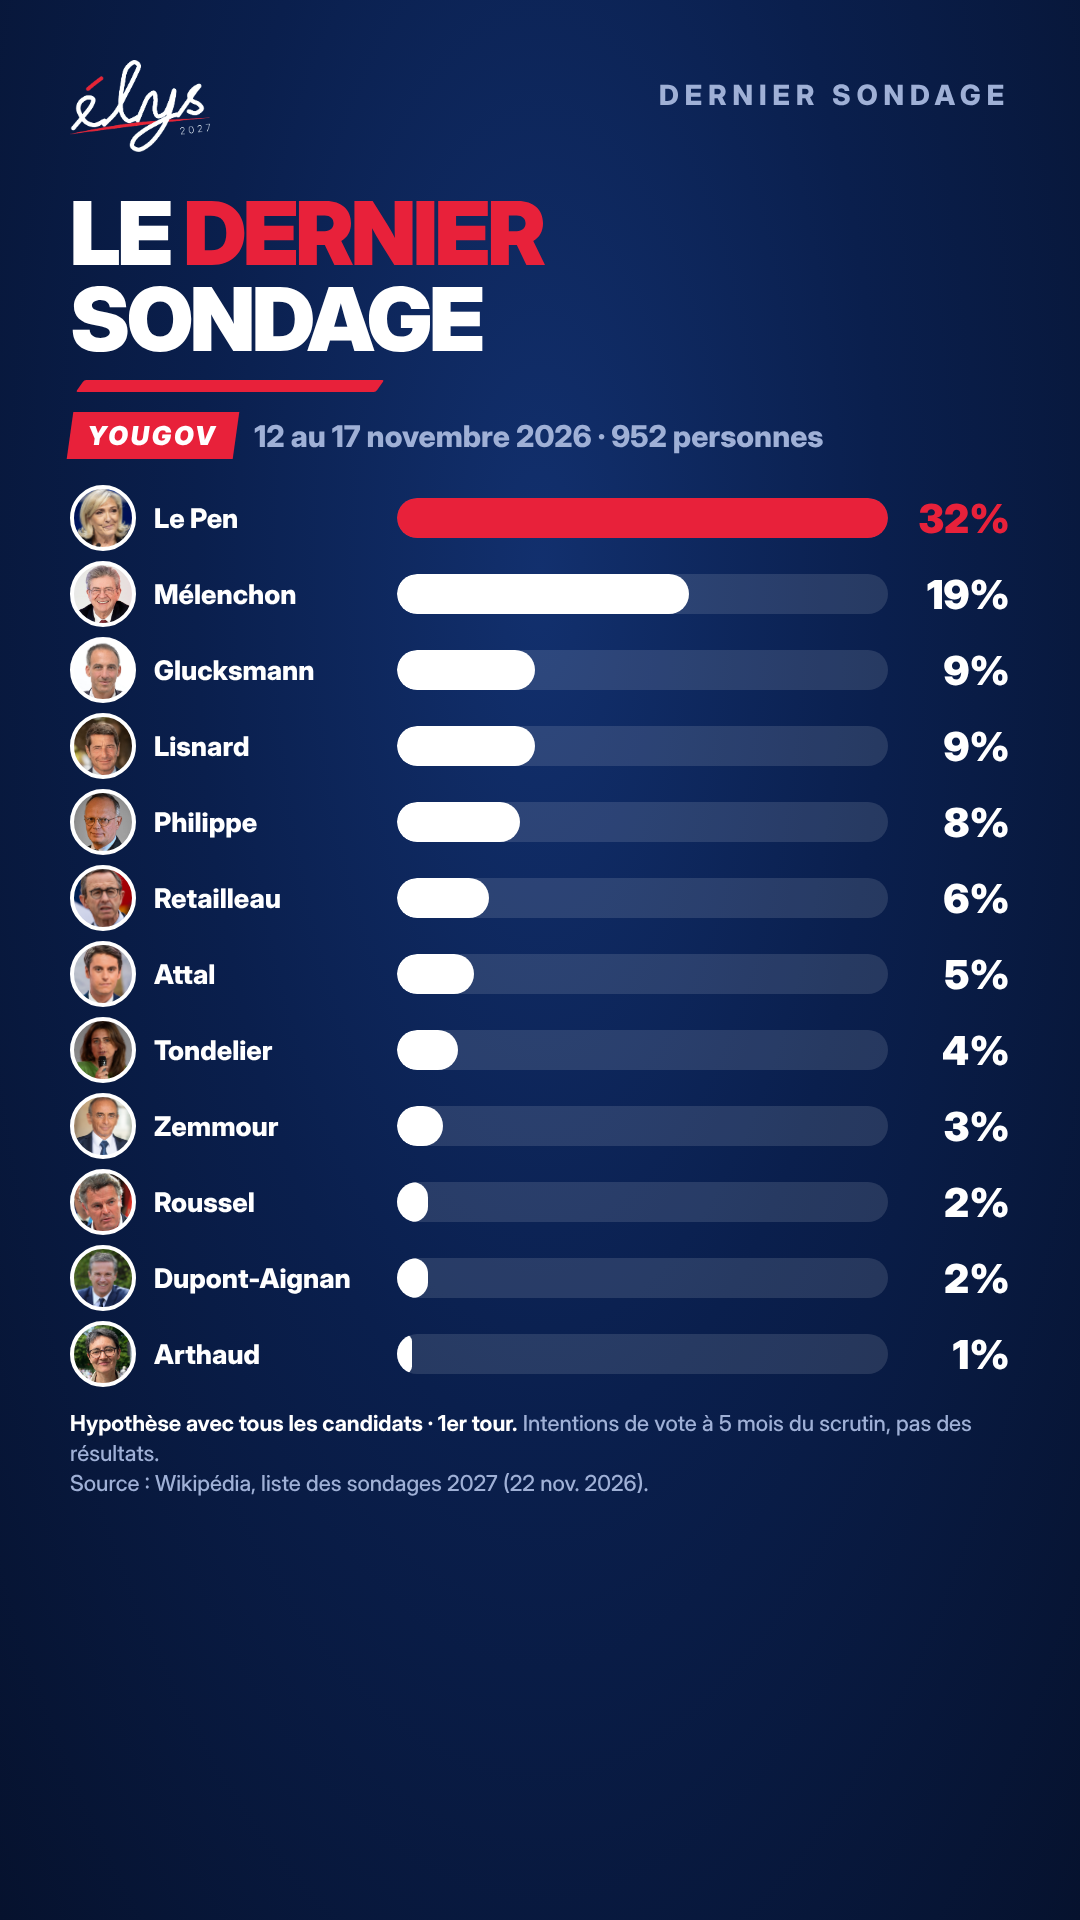 élys
2027
DERNIER SONDAGE
LE DERNIER
SONDAGE
YOUGOV 12 au 17 novembre 2026 · 952 personnes
Le Pen 32%
Mélenchon 19%
Glucksmann 9%
Lisnard 9%
Philippe 8%
Retailleau 6%
Attal 5%
Tondelier 4%
Zemmour 3%
Roussel 2%
Dupont-Aignan 2%
Arthaud 1%
Hypothèse avec tous les candidats · 1er tour. Intentions de vote à 5 mois du scrutin, pas des
résultats.
Source : Wikipédia, liste des sondages 2027 (22 nov. 2026).